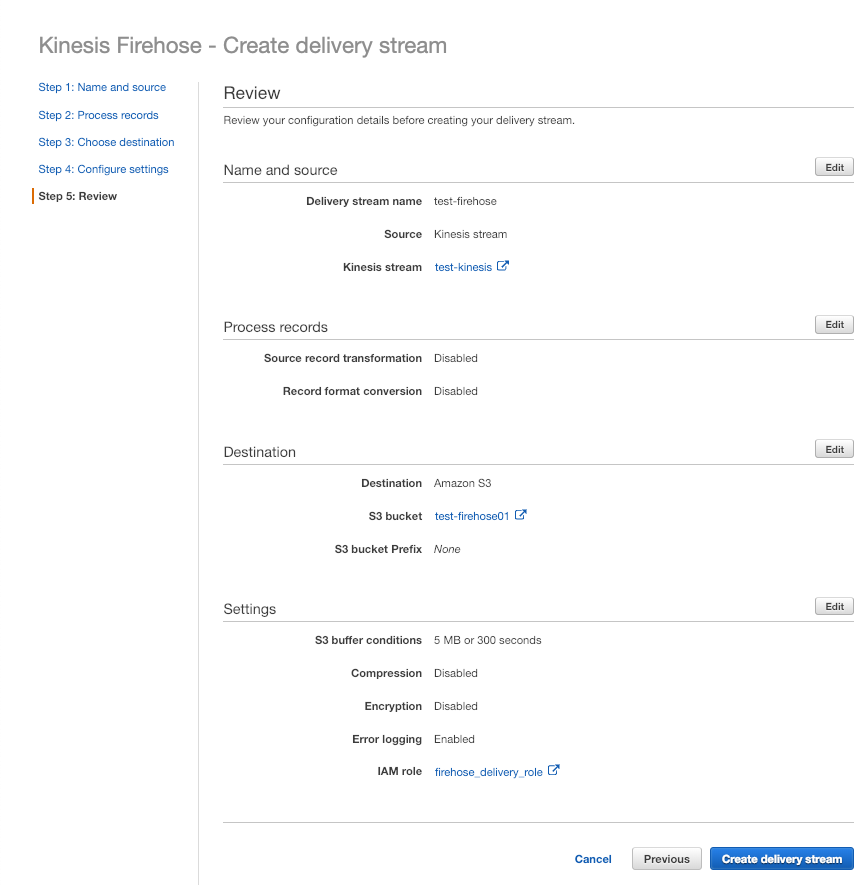 Kinesis Firehose - Create delivery stream
Step 1: Name and source
Step 2: Process records
Step 3: Choose destination
Step 4: Configure settings
Step 5: Review
Review
Review your configuration details before creating your delivery stream.
Name and source Edit
Delivery stream name test-firehose
Source Kinesis stream
Kinesis stream test-kinesis
Process records Edit
Source record transformation Disabled
Record format conversion Disabled
Destination Edit
Destination Amazon S3
S3 bucket test-firehose01
S3 bucket Prefix None
Settings Edit
S3 buffer conditions 5 MB or 300 seconds
Compression Disabled
Encryption Disabled
Error logging Enabled
IAM role firehose_delivery_role
Cancel Previous Create delivery stream